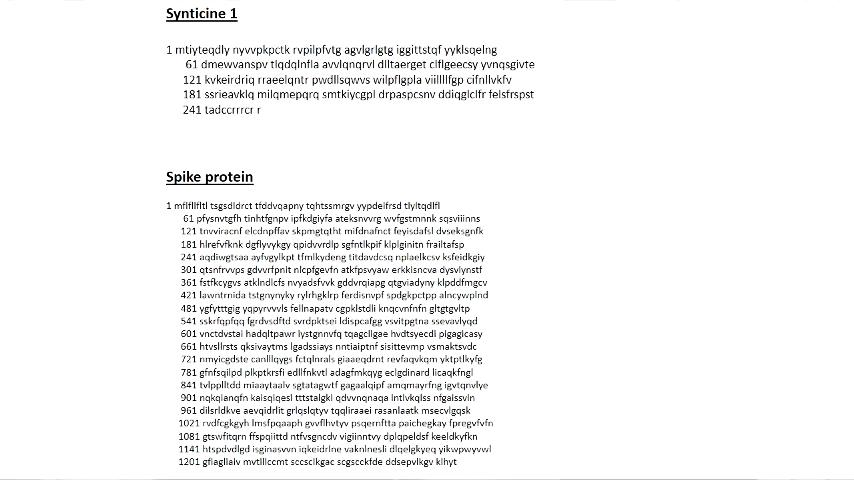 Synticine 1
1 mtiyteqdly nyvvpkpctk rvpilpfvtg agvlgrlgtg iggittstqf yyklsqelng
61 dmewvanspv tlqdqlnfla avvlqnqrvl dlltaerget clflgeecsy yvnqsgivte
121 kvkeirdriq rraeelqntr pwdllsqwvs wilpflgpla viillllfgp cifnllvkfv
181 ssrieavklq milqmepqrq smtkiycgpl drpaspcsnv ddiqglclfr felsfrspst
241 tadccrrrcr r
Spike protein
1 mfiflliftl tsgsdldrct tfddvqapny tqhtssmrgv yypdeifrsd tlyltqdlfl
61 pfysnvtgfh tinhtfgnpv ipfkdgiyfa ateksnvvrg wvfgstmnnk sqsviiinns
121 tnvviracnf elcdnpffav skpmgtqtht mifdnafnct feyisdafsl dvseksgnfk
181 hlrefvfknk dgflyvykgy qpidvvrdlp sgfntlkpif klplginitn frailtafsp
241 aqdiwgtsaa ayfvgylkpt tfmlkydeng titdavdcsq nplaelkcsv ksfeidkgiy
301 qtsnfrvvps gdvvrfpnit nlcpfgevfn atkfpsvyaw erkkisncva dysvlynstf
361 fstfkcygvs atklndlcfs nvyadsfvvk gddvrqiapg qtgviadyny klpddfmgcv
421 lawntrnida tstgnynyky rylrhgklrp ferdisnvpf spdgkpctpp alncywplnd
481 ygfytttgig yqpyrvvvls fellnapatv cgpklstdli knqcvnfnfn gltgtgvltp
541 sskrfqpfqq fgrdvsdftd svrdpktsei ldispcafgg vsvitpgtna ssevavlyqd
601 vnctdvstai hadqltpawr iystgnnvfq tqagcligae hvdtsyecdi pigagicasy
661 htvsllrsts qksivaytms lgadssiays nntiaiptnf sisittevmp vsmaktsvdc
721 nmyicgdste canlllqygs fctqlnrals giaaeqdrnt revfaqvkqm yktptlkyfg
781 gfnfsqilpd plkptkrsfi edllfnkvtl adagfmkqyg eclgdinard licaqkfngl
841 tvlpplltdd miaaytaalv sgtatagwtf gagaalqipf amqmayrfng igvtqnvlye
901 nqkqianqfn kaisqiqesl tttstalgkl qdvvnqnaqa lntlvkqlss nfgaissvln
961 dilsrldkve aevqidrlit grlqslqtyv tqqliraaei rasanlaatk msecvlgqsk
1021 rvdfcgkgyh lmsfpqaaph gvvflhvtyv psqernftta paichegkay fpregvfvfn
1081 gtswfitqrn ffspqiittd ntfvsgncdv vigiinntvy dplqpeldsf keeldkyfkn
1141 htspdvdlgd isginasvvn iqkeidrlne vaknlnesli dlqelgkyeq yikwpwyvwl
1201 gfiagliaiv mvtillccmt sccsclkgac scgscckfde ddsepvlkgv klhyt